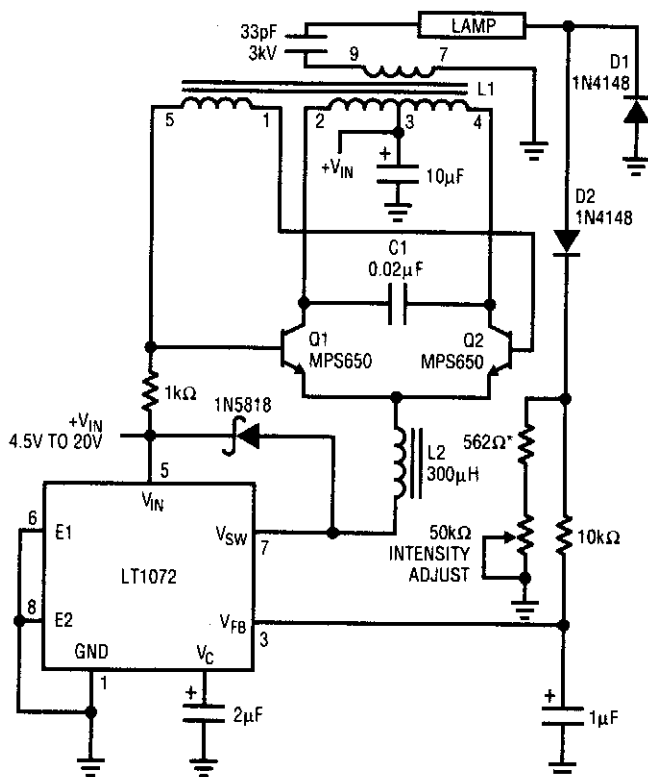 33pF
3kV
LAMP
D1
1N4148
9
7
L1
5
1
2
3
4
+VIN
+
10µF
D2
1N4148
C1
0.02µF
Q1
MPS650
Q2
MPS650
1kΩ
+VIN
4.5V TO 20V
1N5818
L2
300µH
562Ω*
50kΩ
INTENSITY
ADJUST
10kΩ
5
VIN
6
E1
VSW
7
LT1072
8
E2
VFB
3
GND
VC
1
+
2µF
+
1µF